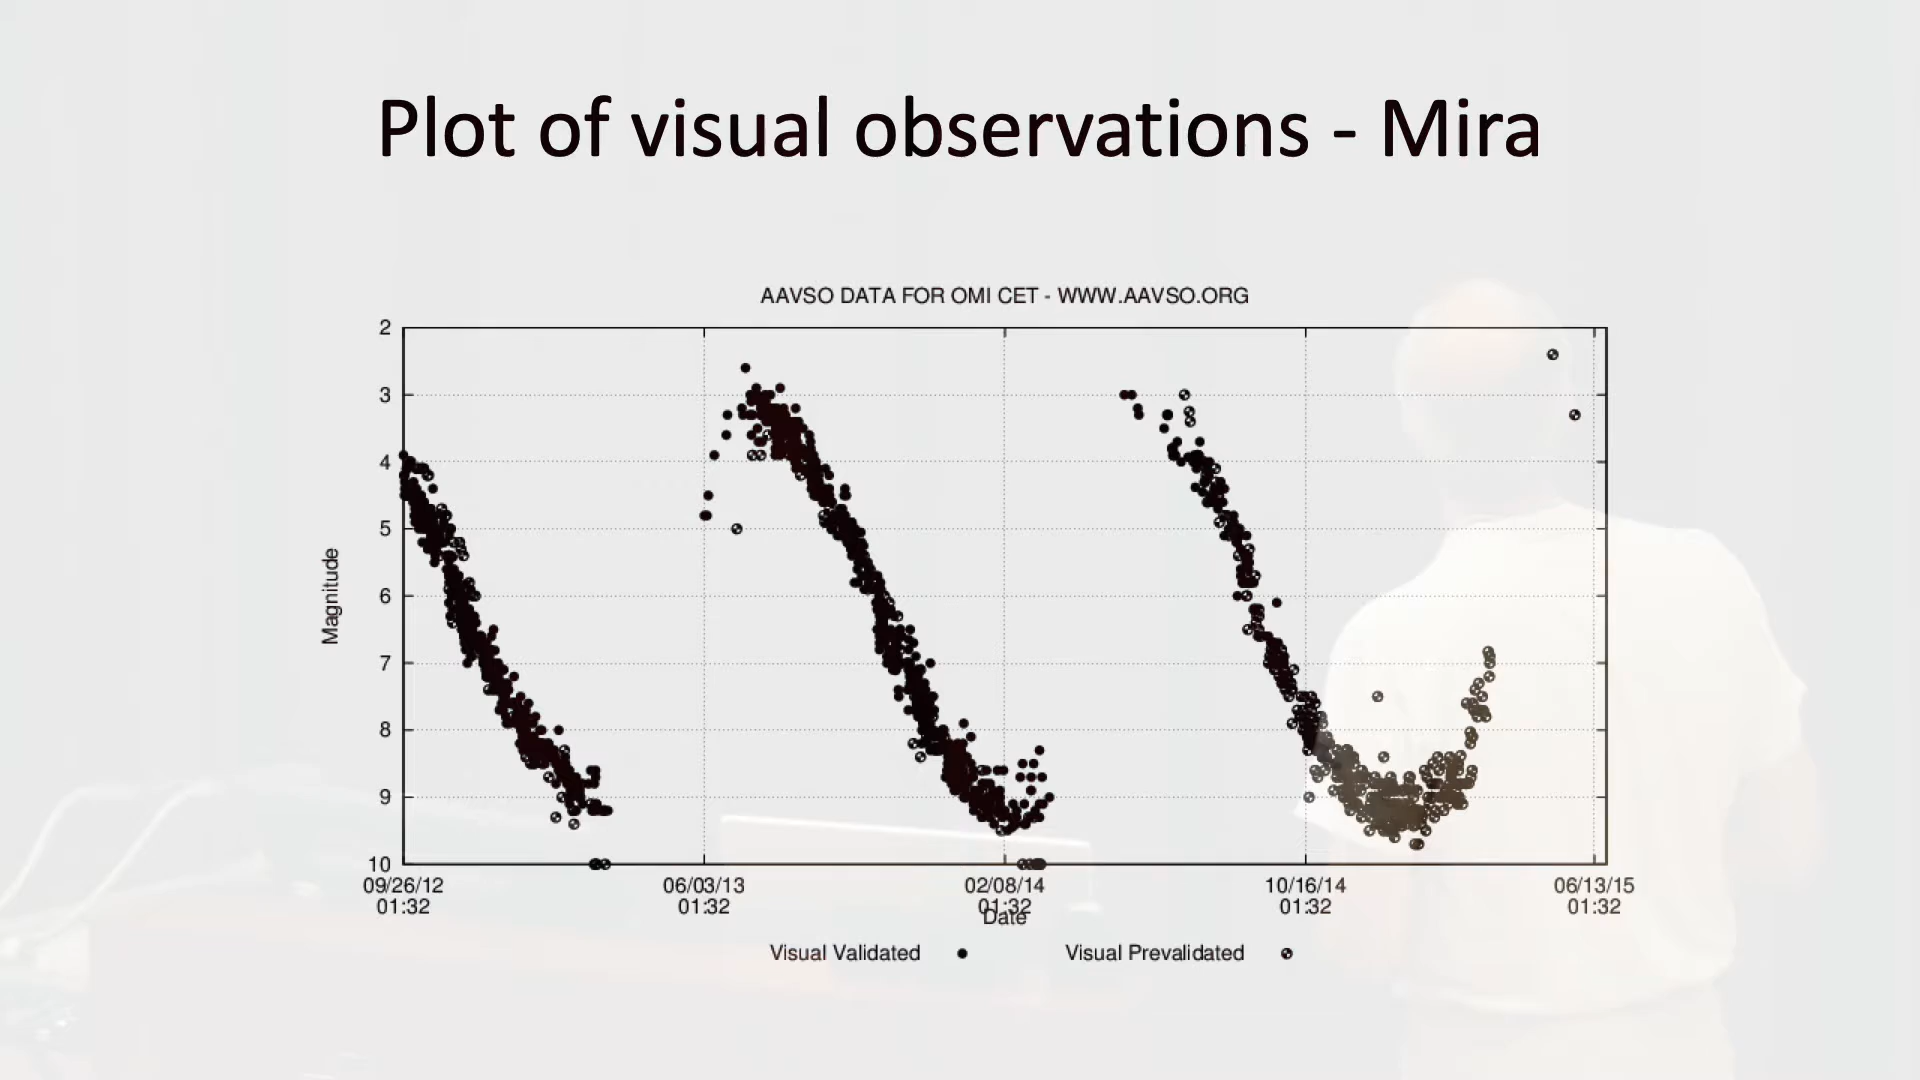 Plot of visual observations - Mira
AAVSO DATA FOR OMI CET - WWW.AAVSO.ORG
2
3
4
5
6
7
8
9
10
Magnitude
09/26/12 06/03/13 02/08/14 10/16/14 06/13/15
01:32 01:32 01:32 01:32 01:32
Date
Visual Validated Visual Prevalidated